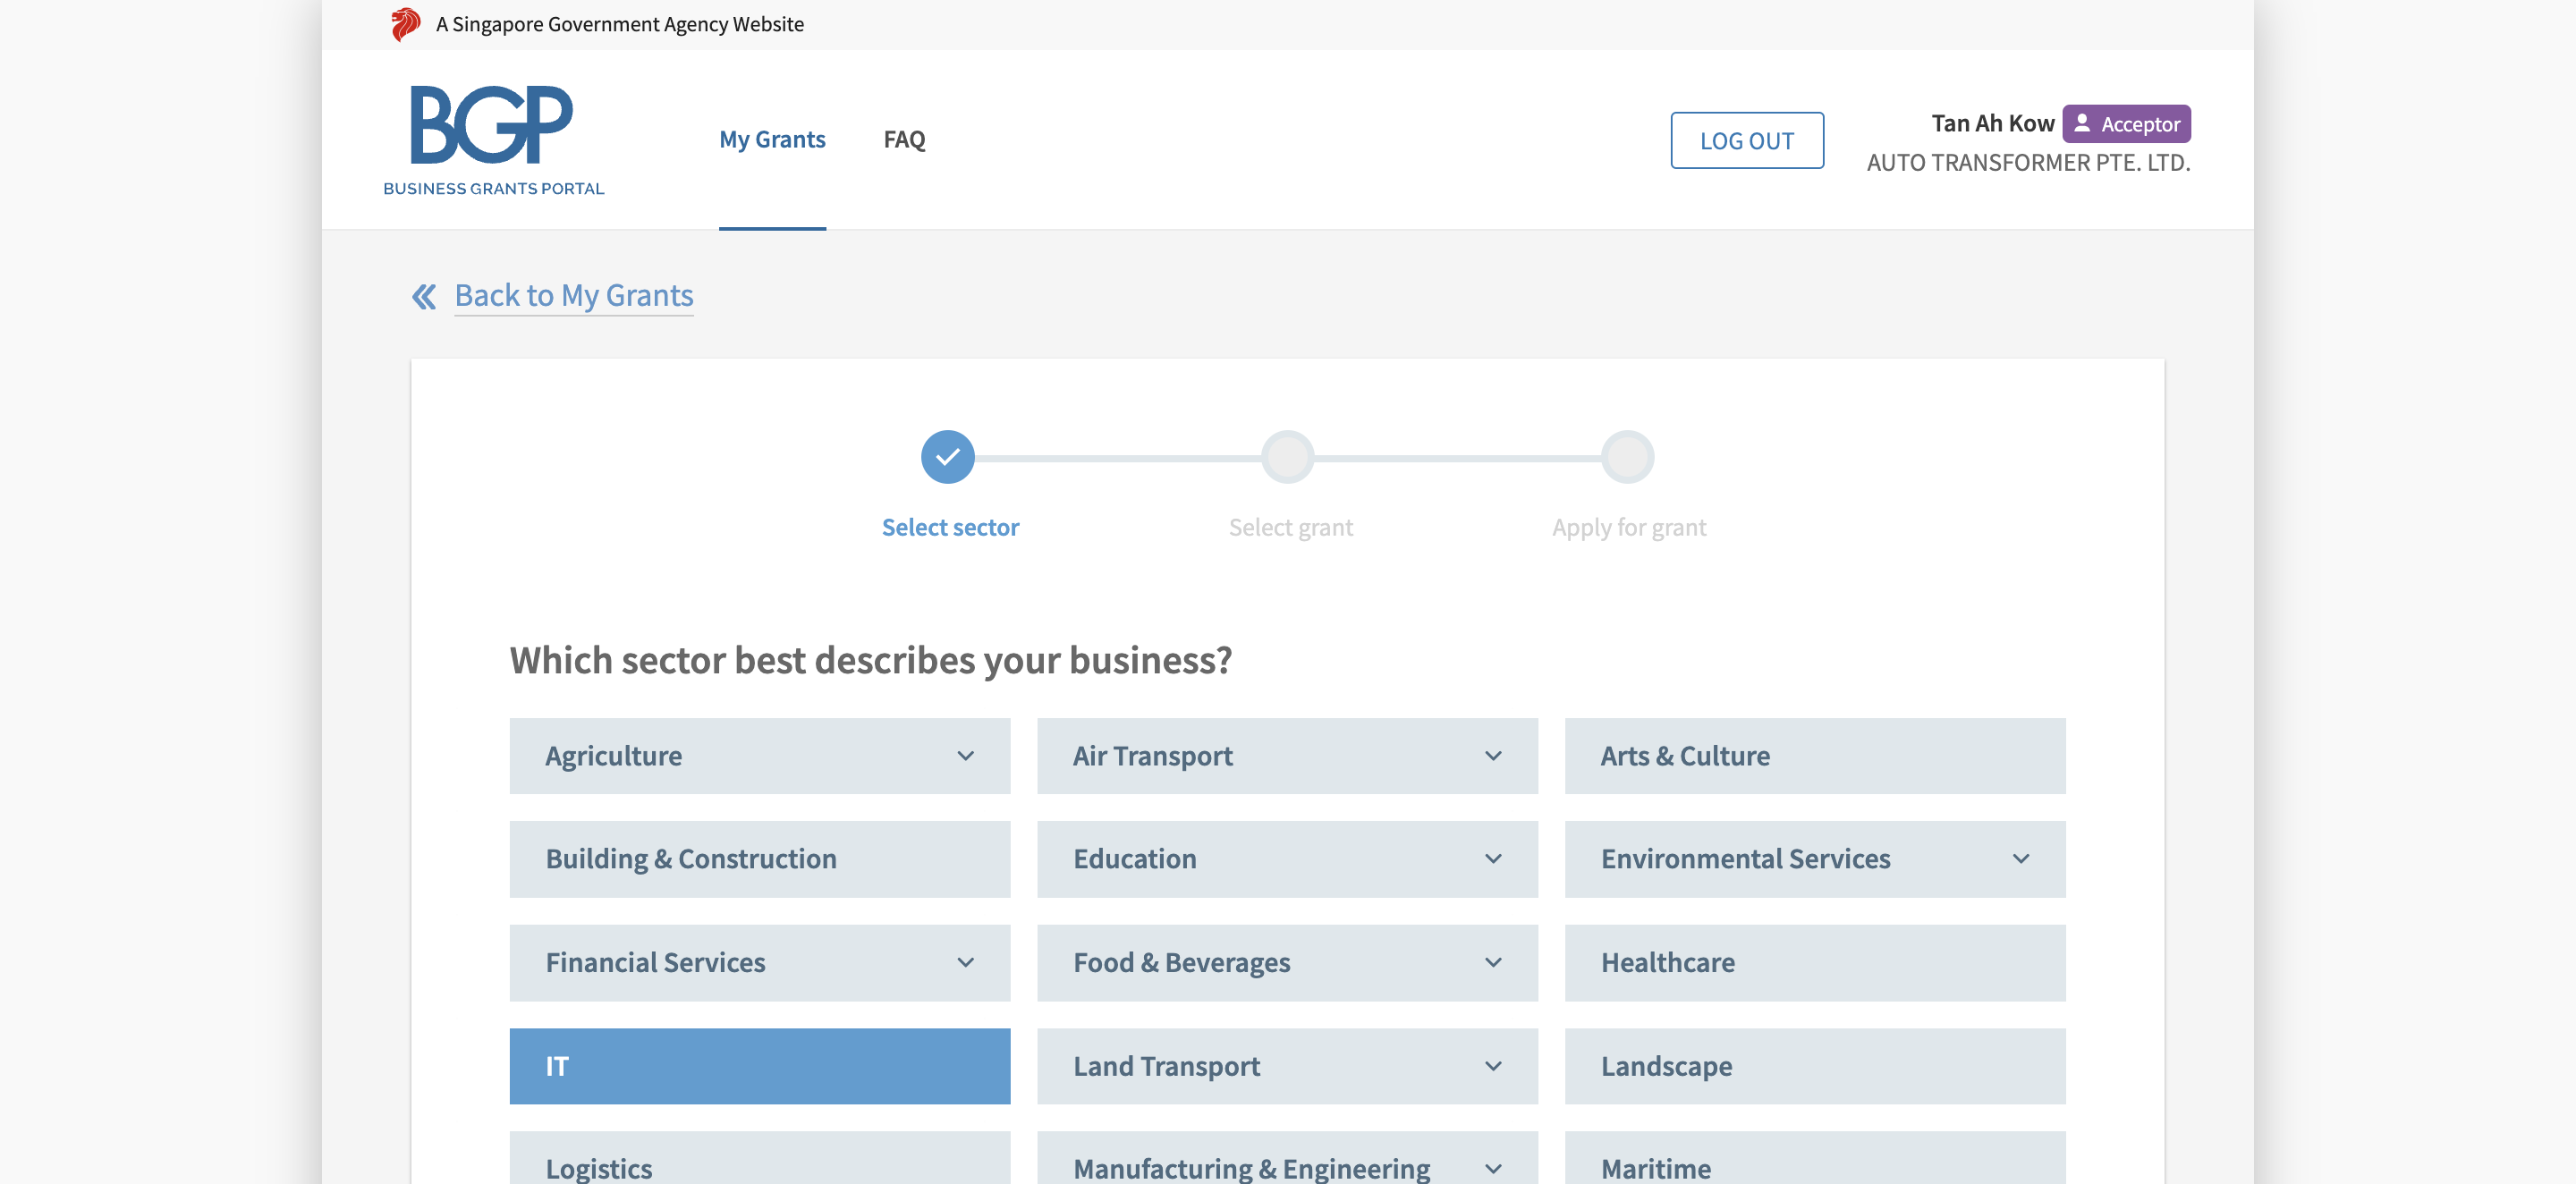 A Singapore Government Agency Website
BGP
BUSINESS GRANTS PORTAL
My Grants
FAQ
LOG OUT
Tan Ah Kow
Acceptor
AUTO TRANSFORMER PTE. LTD.
Back to My Grants
Select sector
Select grant
Apply for grant
Which sector best describes your business?
Agriculture
Air Transport
Arts & Culture
Building & Construction
Education
Environmental Services
Financial Services
Food & Beverages
Healthcare
IT
Land Transport
Landscape
Logistics
Manufacturing & Engineering
Maritime